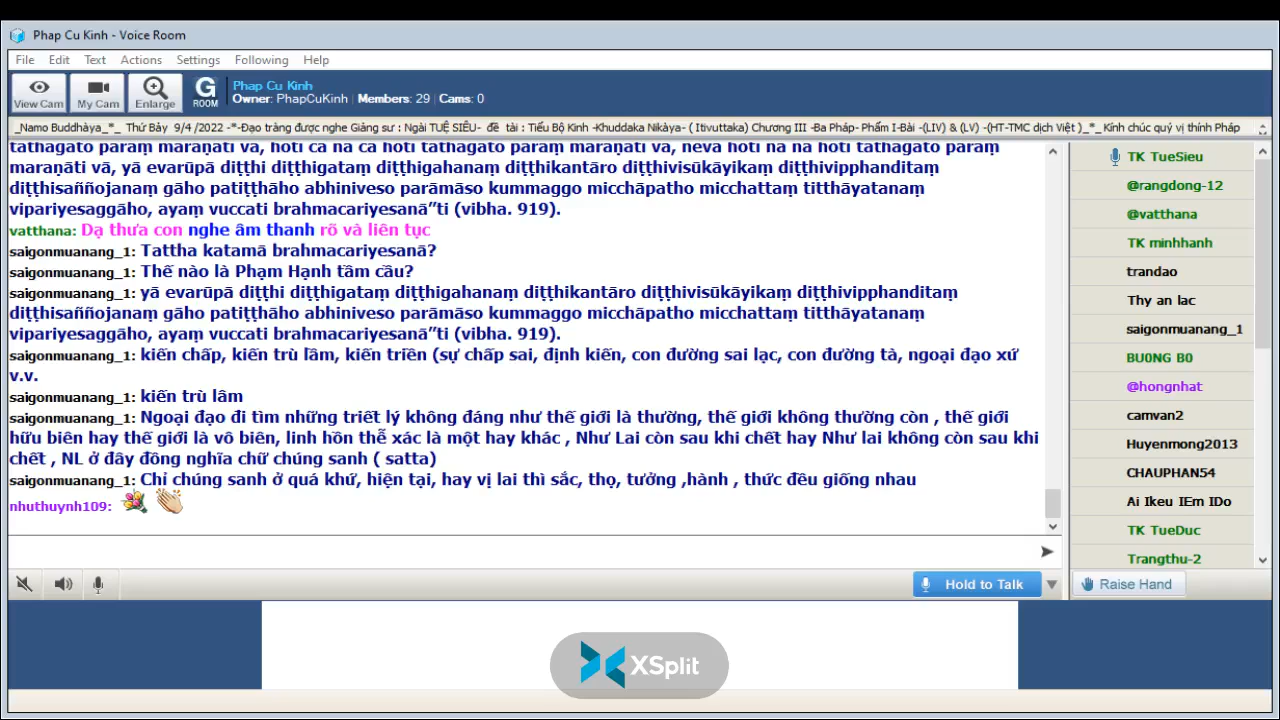 Phap Cu Kinh - Voice Room
File Edit Text Actions Settings Following Help
View Cam My Cam Enlarge G ROOM
Phap Cu Kinh
Owner: PhapCuKinh | Members: 29 | Cams: 0
_Namo Buddhàya_*_ Thứ Bảy 9/4 /2022 -*-Đạo tràng được nghe Giảng sư : Ngài TUỆ SIÊU- đề tài : Tiểu Bộ Kinh -Khuddaka Nikàya- ( Itivuttaka) Chương III -Ba Pháp- Phẩm I-Bài -(LIV) & (LV) -(HT-TMC dịch Việt )_*_ Kính chúc quý vị thính Pháp
tathāgato paraṃ maraṇāti vā, hoti ca na ca hoti tathāgato paraṃ maraṇāti vā, neva hoti na na hoti tathāgato paraṃ
maraṇāti vā, yā evarūpā diṭṭhi diṭṭhigataṃ diṭṭhigahanaṃ diṭṭhikantāro diṭṭhivisūkāyikaṃ diṭṭhivipphanditaṃ
diṭṭhisaññojanaṃ gāho patiṭṭhāho abhiniveso parāmāso kummaggo micchāpatho micchattaṃ titthāyatanaṃ
vipariyesaggāho, ayaṃ vuccati brahmacariyesanā”ti (vibha. 919).
vatthana: Dạ thưa con nghe âm thanh rõ và liên tục
saigonmuanang_1: Tattha katamā brahmacariyesanā?
saigonmuanang_1: Thế nào là Phạm Hạnh tầm cầu?
saigonmuanang_1: yā evarūpā diṭṭhi diṭṭhigataṃ diṭṭhigahanaṃ diṭṭhikantāro diṭṭhivisūkāyikaṃ diṭṭhivipphanditaṃ
diṭṭhisaññojanaṃ gāho patiṭṭhāho abhiniveso parāmāso kummaggo micchāpatho micchattaṃ titthāyatanaṃ
vipariyesaggāho, ayaṃ vuccati brahmacariyesanā”ti (vibha. 919).
saigonmuanang_1: kiến chấp, kiến trù lâm, kiến triền (sự chấp sai, định kiến, con đường sai lạc, con đường tà, ngoại đạo xứ
v.v.
saigonmuanang_1: kiến trù lâm
saigonmuanang_1: Ngoại đạo đi tìm những triết lý không đáng như thế giới là thường, thế giới không thường còn , thế giới
hữu biên hay thế giới là vô biên, linh hồn thể xác là một hay khác , Như Lai còn sau khi chết hay Như lai không còn sau khi
chết , NL ở đây đồng nghĩa chữ chúng sanh ( satta)
saigonmuanang_1: Chỉ chúng sanh ở quá khứ, hiện tại, hay vị lai thì sắc, thọ, tưởng ,hành , thức đều giống nhau
nhuthuynh109:
TK TueSieu
@rangdong-12
@vatthana
TK minhhanh
trandao
Thy an lac
saigonmuanang_1
BU0NG B0
@hongnhat
camvan2
Huyenmong2013
CHAUPHAN54
Ai Ikeu IEm IDo
TK TueDuc
Trangthu-2
Hold to Talk
Raise Hand
XSplit